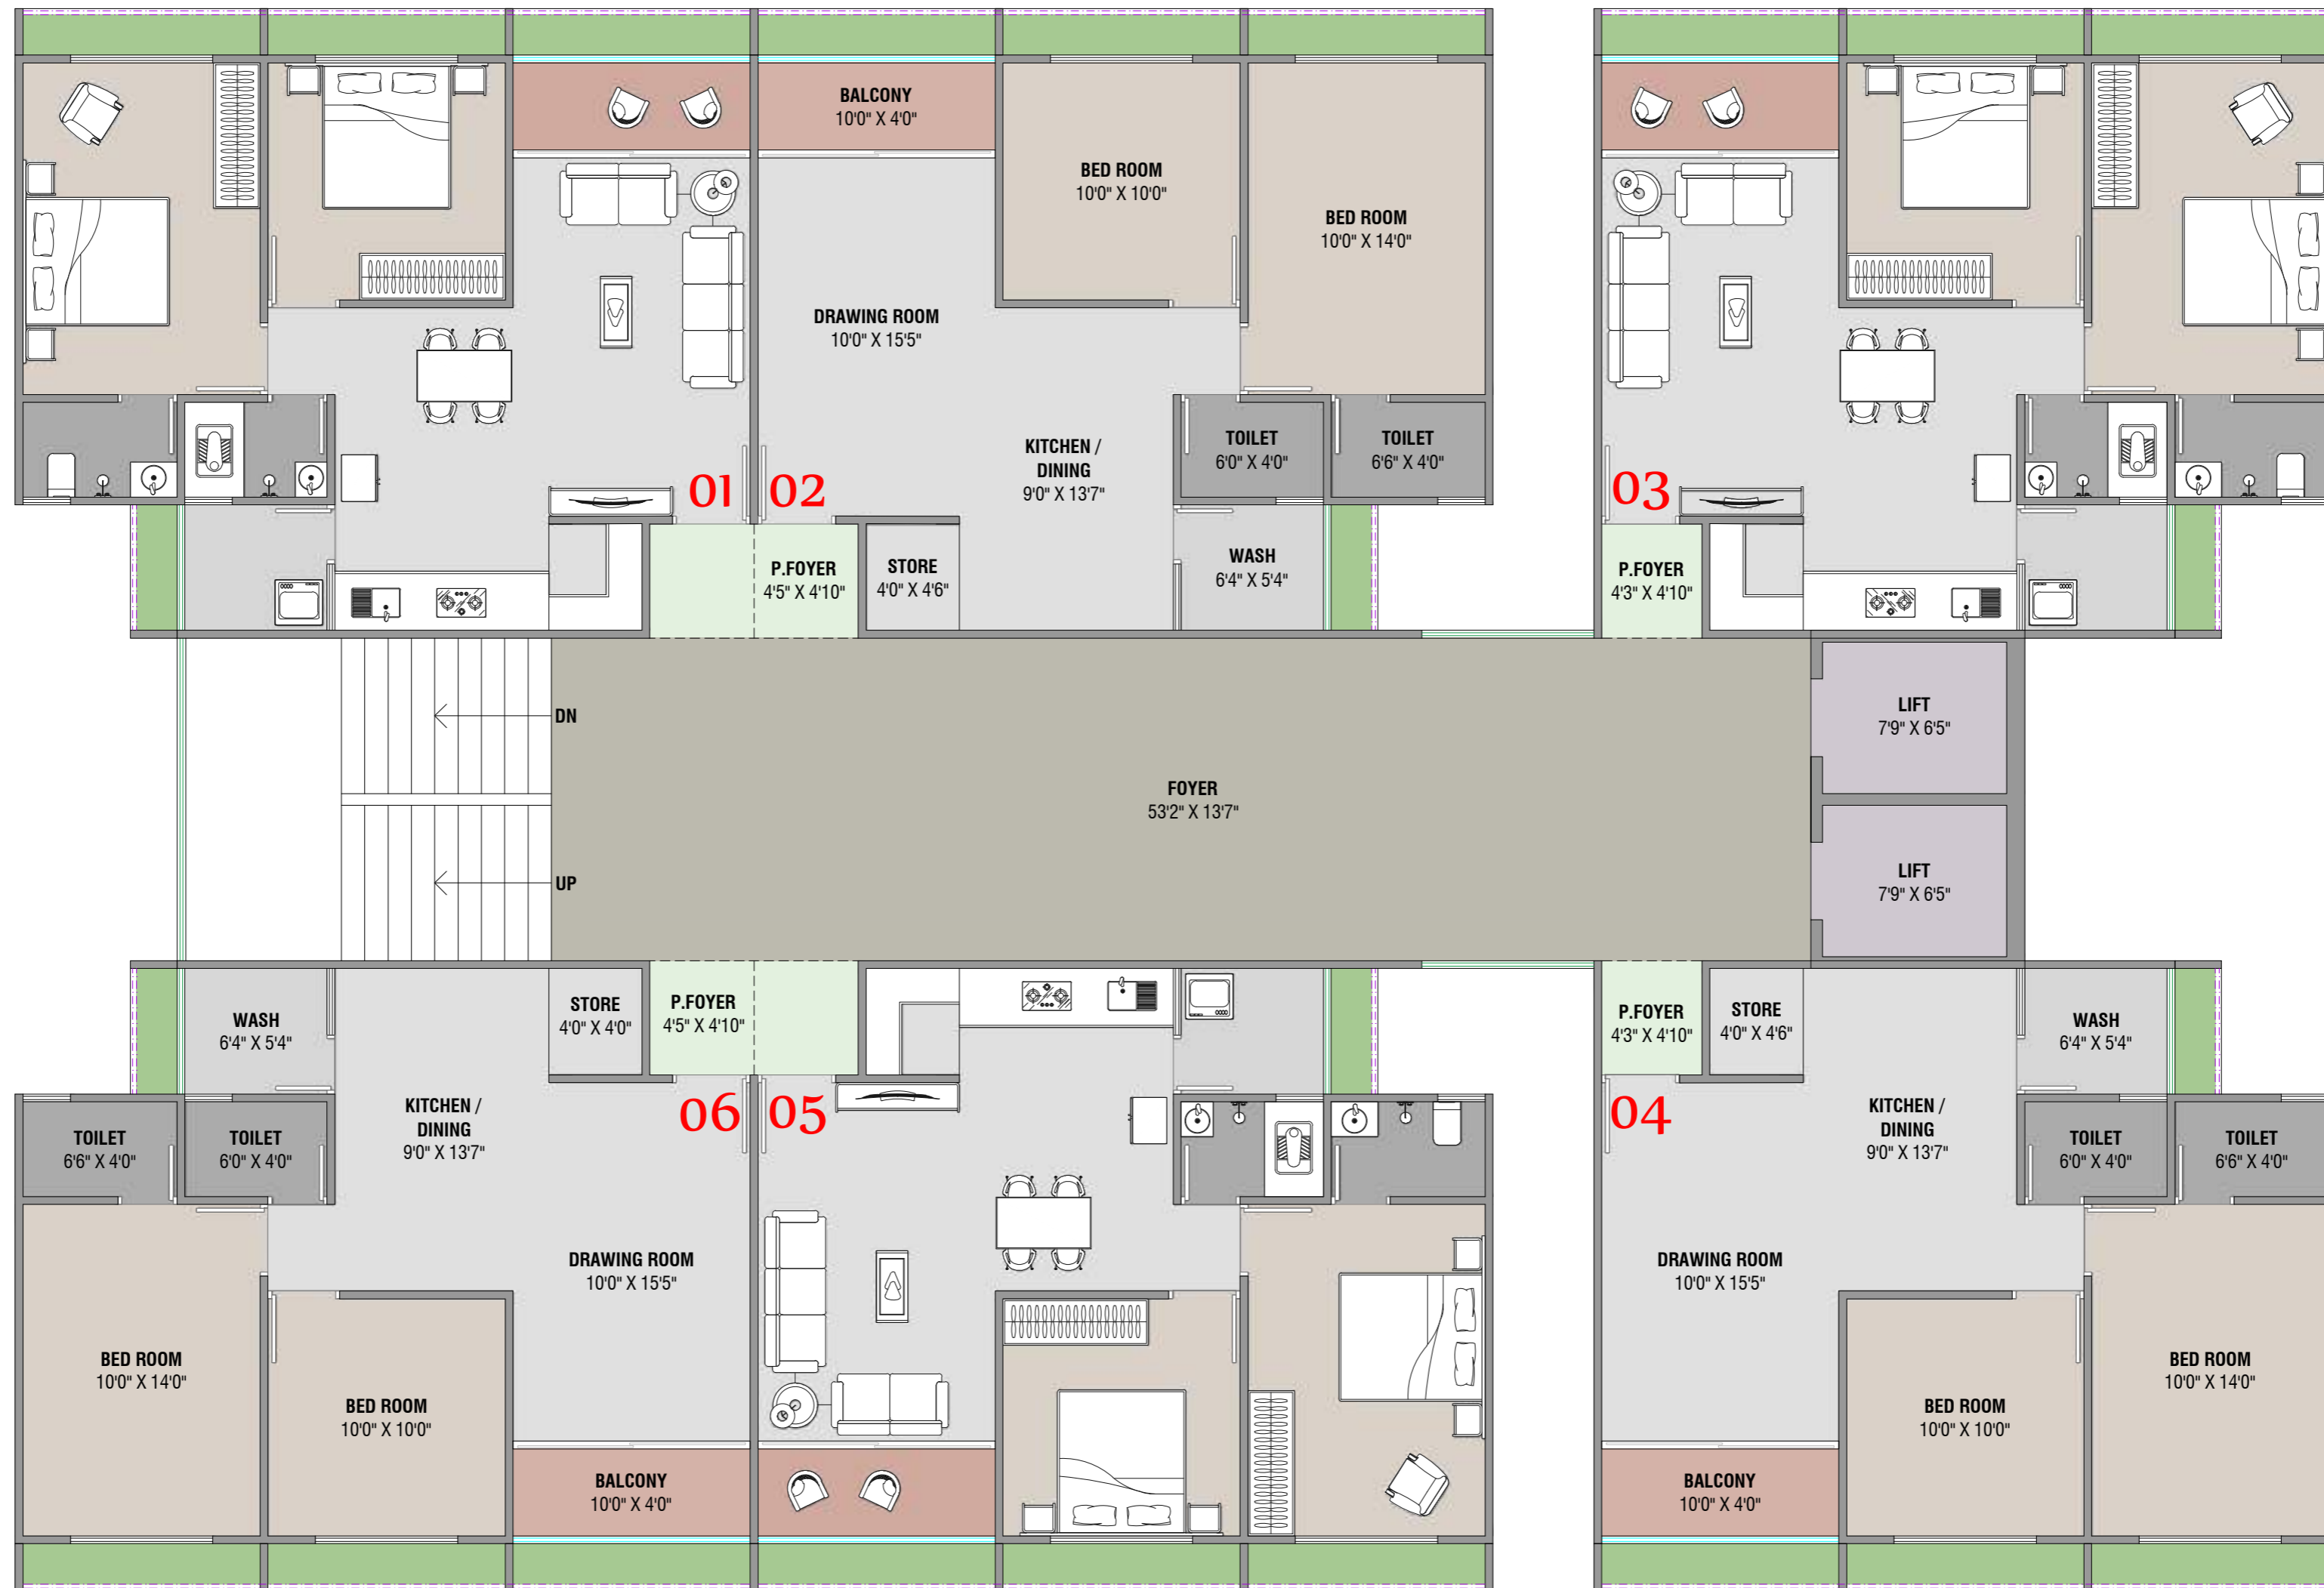 BALCONY
10'0" X 4'0"
BED ROOM
10'0" X 10'0"
BED ROOM
10'0" X 14'0"
DRAWING ROOM
10'0" X 15'5"
KITCHEN /
DINING
9'0" X 13'7"
TOILET
6'0" X 4'0"
TOILET
6'6" X 4'0"
01
02
03
P.FOYER
4'5" X 4'10"
STORE
4'0" X 4'6"
WASH
6'4" X 5'4"
P.FOYER
4'3" X 4'10"
DN
LIFT
7'9" X 6'5"
FOYER
53'2" X 13'7"
UP
LIFT
7'9" X 6'5"
WASH
6'4" X 5'4"
STORE
4'0" X 4'0"
P.FOYER
4'5" X 4'10"
P.FOYER
4'3" X 4'10"
STORE
4'0" X 4'6"
WASH
6'4" X 5'4"
06
05
04
TOILET
6'6" X 4'0"
TOILET
6'0" X 4'0"
KITCHEN /
DINING
9'0" X 13'7"
KITCHEN /
DINING
9'0" X 13'7"
TOILET
6'0" X 4'0"
TOILET
6'6" X 4'0"
DRAWING ROOM
10'0" X 15'5"
DRAWING ROOM
10'0" X 15'5"
BED ROOM
10'0" X 14'0"
BED ROOM
10'0" X 10'0"
BED ROOM
10'0" X 10'0"
BED ROOM
10'0" X 14'0"
BALCONY
10'0" X 4'0"
BALCONY
10'0" X 4'0"